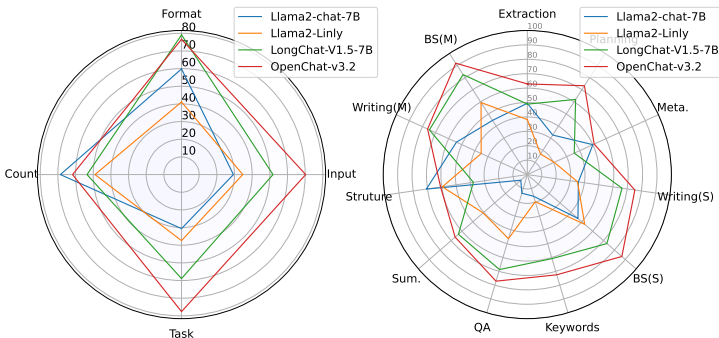 Format
80
70
60
50
40
30
20
10
Count
Input
Task
Llama2-chat-7B
Llama2-Linly
LongChat-V1.5-7B
OpenChat-v3.2
Extraction
100
90
80
70
60
50
40
30
20
10
BS(M)
Planning
Writing(M)
Meta.
Struture
Writing(S)
Sum.
BS(S)
QA
Keywords
Llama2-chat-7B
Llama2-Linly
LongChat-V1.5-7B
OpenChat-v3.2